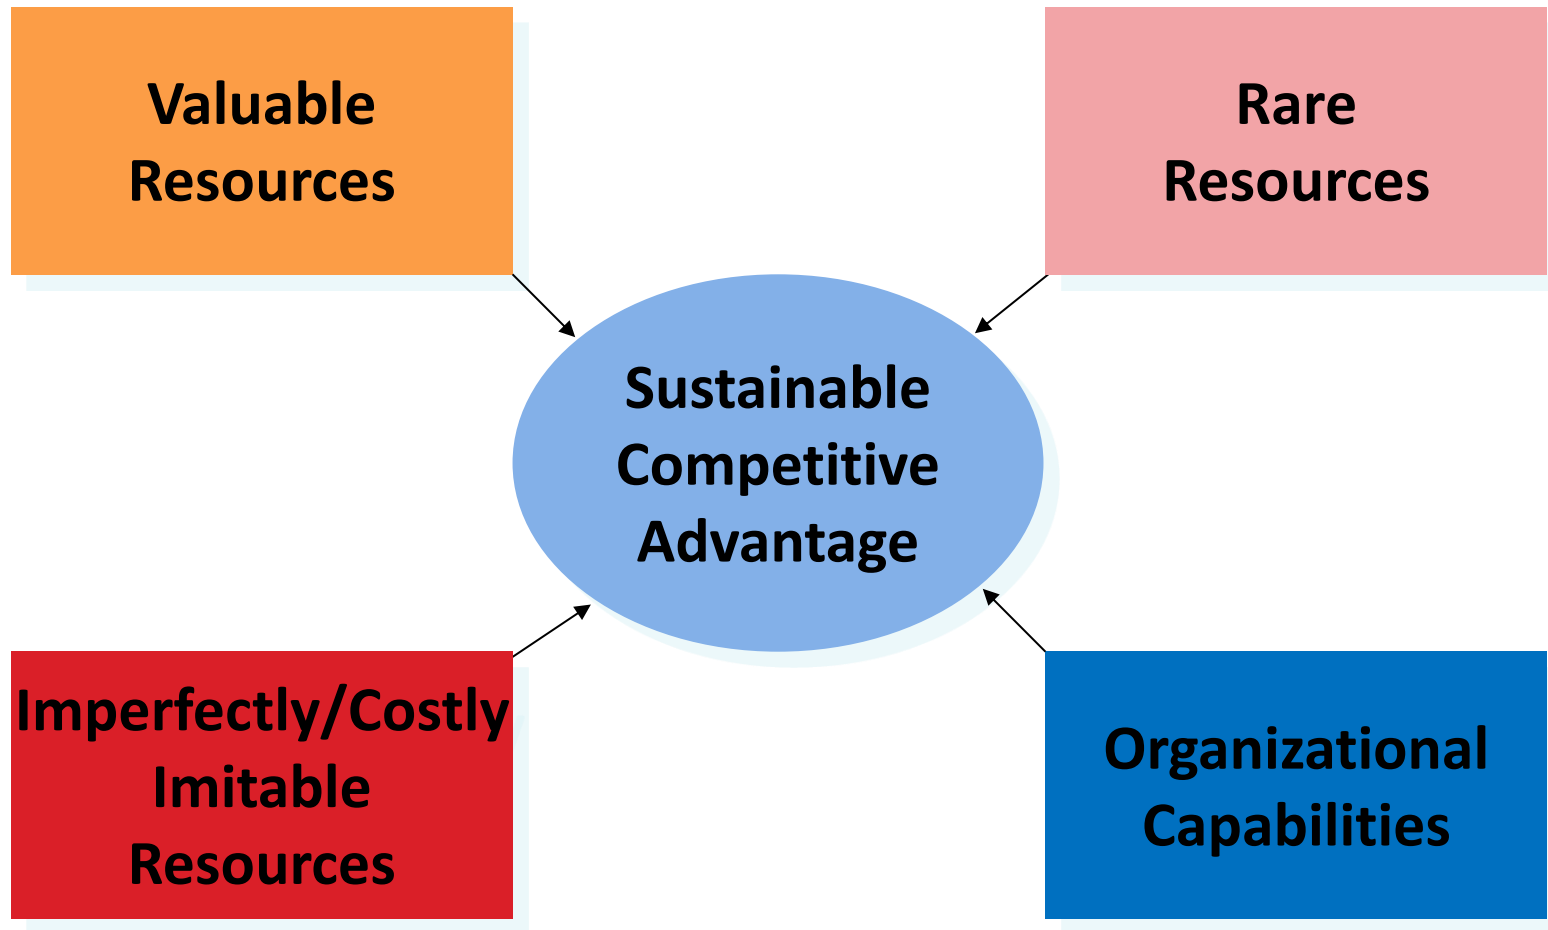 Valuable
Resources
Rare
Resources
Sustainable
Competitive
Advantage
Imperfectly/Costly
Imitable
Resources
Organizational
Capabilities